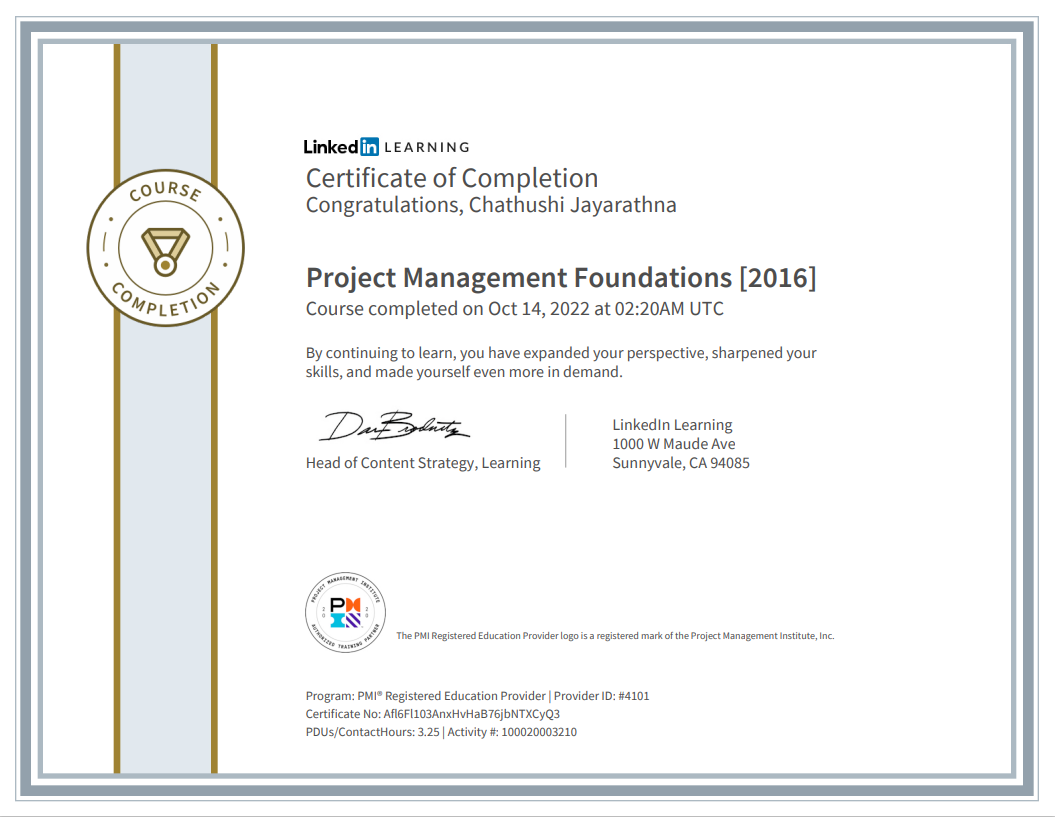 COURSE
COMPLETION
Linked in LEARNING
Certificate of Completion
Congratulations, Chathushi Jayarathna
Project Management Foundations [2016]
Course completed on Oct 14, 2022 at 02:20AM UTC
By continuing to learn, you have expanded your perspective, sharpened your
skills, and made yourself even more in demand.
Head of Content Strategy, Learning
LinkedIn Learning
1000 W Maude Ave
Sunnyvale, CA 94085
PROJECT MANAGEMENT INSTITUTE
20 20
PMI
AUTHORIZED TRAINING PARTNER
The PMI Registered Education Provider logo is a registered mark of the Project Management Institute, Inc.
Program: PMI® Registered Education Provider | Provider ID: #4101
Certificate No: Afl6Fl103AnxHvHaB76jbNTXCyQ3
PDUs/ContactHours: 3.25 | Activity #: 100020003210